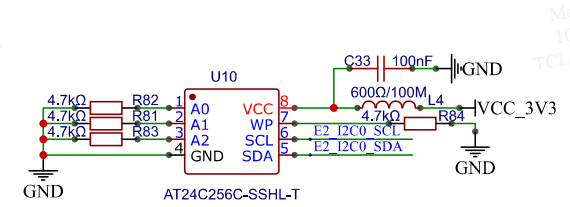 C33 100nF
GND
U10
600Ω/100M
4.7kΩ R82 1 A0 VCC 8 L4 VCC_3V3
4.7kΩ R81 2 A1 WP 7 4.7kΩ R84
4.7kΩ R83 3 A2 SCL 6 E2_I2C0_SCL
4 GND SDA 5 E2_I2C0_SDA
GND
GND
AT24C256C-SSHL-T